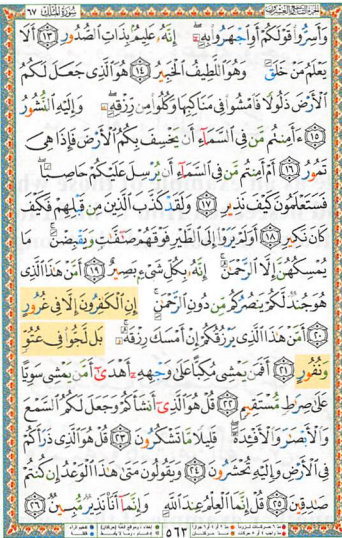 سورة الملك ٦٧
وَأَسِرُّوا۟ قَوْلَكُمْ أَوِ ٱجْهَرُوا۟ بِهِۦٓ ۖ إِنَّهُۥ عَلِيمٌۢ بِذَاتِ ٱلصُّدُورِ ١٣ أَلَا
يَعْلَمُ مَنْ خَلَقَ وَهُوَ ٱللَّطِيفُ ٱلْخَبِيرُ ١٤ هُوَ ٱلَّذِى جَعَلَ لَكُمُ
ٱلْأَرْضَ ذَلُولًا فَٱمْشُوا۟ فِى مَنَاكِبِهَا وَكُلُوا۟ مِن رِّزْقِهِۦ ۖ وَإِلَيْهِ ٱلنُّشُورُ
١٥ ءَأَمِنتُم مَّن فِى ٱلسَّمَآءِ أَن يَخْسِفَ بِكُمُ ٱلْأَرْضَ فَإِذَا هِىَ
تَمُورُ ١٦ أَمْ أَمِنتُم مَّن فِى ٱلسَّمَآءِ أَن يُرْسِلَ عَلَيْكُمْ حَاصِبًا ۖ
فَسَتَعْلَمُونَ كَيْفَ نَذِيرِ ١٧ وَلَقَدْ كَذَّبَ ٱلَّذِينَ مِن قَبْلِهِمْ فَكَيْفَ
كَانَ نَكِيرِ ١٨ أَوَلَمْ يَرَوْا۟ إِلَى ٱلطَّيْرِ فَوْقَهُمْ صَٰٓفَّٰتٍ وَيَقْبِضْنَ ۚ مَا
يُمْسِكُهُنَّ إِلَّا ٱلرَّحْمَٰنُ ۚ إِنَّهُۥ بِكُلِّ شَىْءٍۭ بَصِيرٌ ١٩ أَمَّنْ هَٰذَا ٱلَّذِى
هُوَ جُندٌ لَّكُمْ يَنصُرُكُم مِّن دُونِ ٱلرَّحْمَٰنِ ۚ إِنِ ٱلْكَٰفِرُونَ إِلَّا فِى غُرُورٍ
٢٠ أَمَّنْ هَٰذَا ٱلَّذِى يَرْزُقُكُمْ إِنْ أَمْسَكَ رِزْقَهُۥ ۚ بَل لَّجُّوا۟ فِى عُتُوٍّ
وَنُفُورٍ ٢١ أَفَمَن يَمْشِى مُكِبًّا عَلَىٰ وَجْهِهِۦٓ أَهْدَىٰٓ أَمَّن يَمْشِى سَوِيًّا
عَلَىٰ صِرَٰطٍ مُّسْتَقِيمٍ ٢٢ قُلْ هُوَ ٱلَّذِىٓ أَنشَأَكُمْ وَجَعَلَ لَكُمُ ٱلسَّمْعَ
وَٱلْأَبْصَٰرَ وَٱلْأَفْـِٔدَةَ ۖ قَلِيلًا مَّا تَشْكُرُونَ ٢٣ قُلْ هُوَ ٱلَّذِى ذَرَأَكُمْ
فِى ٱلْأَرْضِ وَإِلَيْهِ تُحْشَرُونَ ٢٤ وَيَقُولُونَ مَتَىٰ هَٰذَا ٱلْوَعْدُ إِن كُنتُمْ
صَٰدِقِينَ ٢٥ قُلْ إِنَّمَا ٱلْعِلْمُ عِندَ ٱللَّهِ وَإِنَّمَآ أَنَا۠ نَذِيرٌ مُّبِينٌ ٢٦
٥٦٣